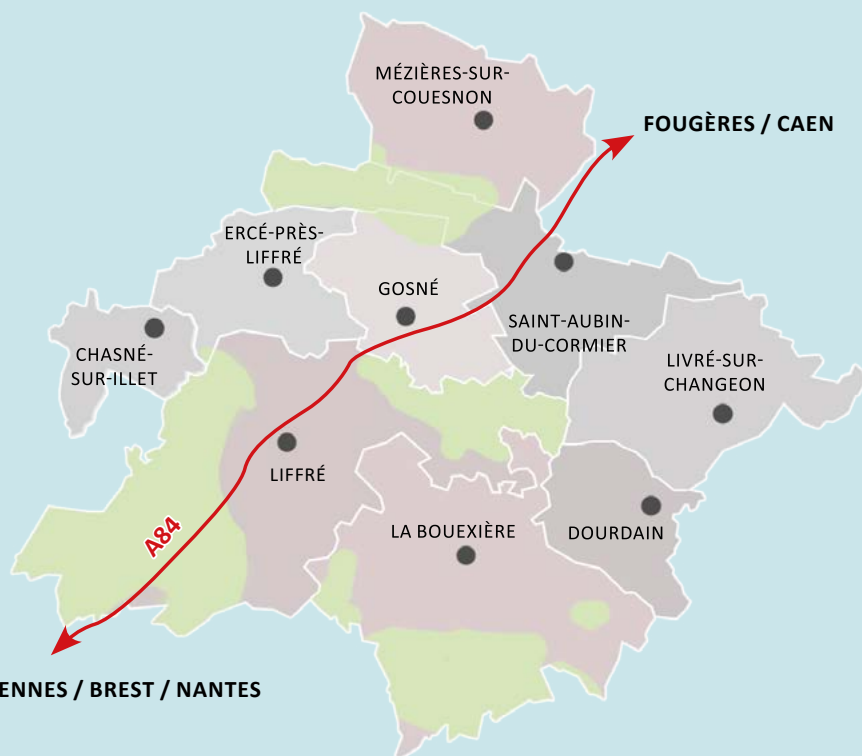 MÉZIÈRES-SUR-
COUESNON
FOUGÈRES / CAEN
ERCÉ-PRÈS-
LIFFRÉ
GOSNÉ
SAINT-AUBIN-
DU-CORMIER
CHASNÉ-
SUR-ILLET
LIVRÉ-SUR-
CHANGEON
LIFFRÉ
LA BOUEXIÈRE
DOURDAIN
A84
ENNES / BREST / NANTES